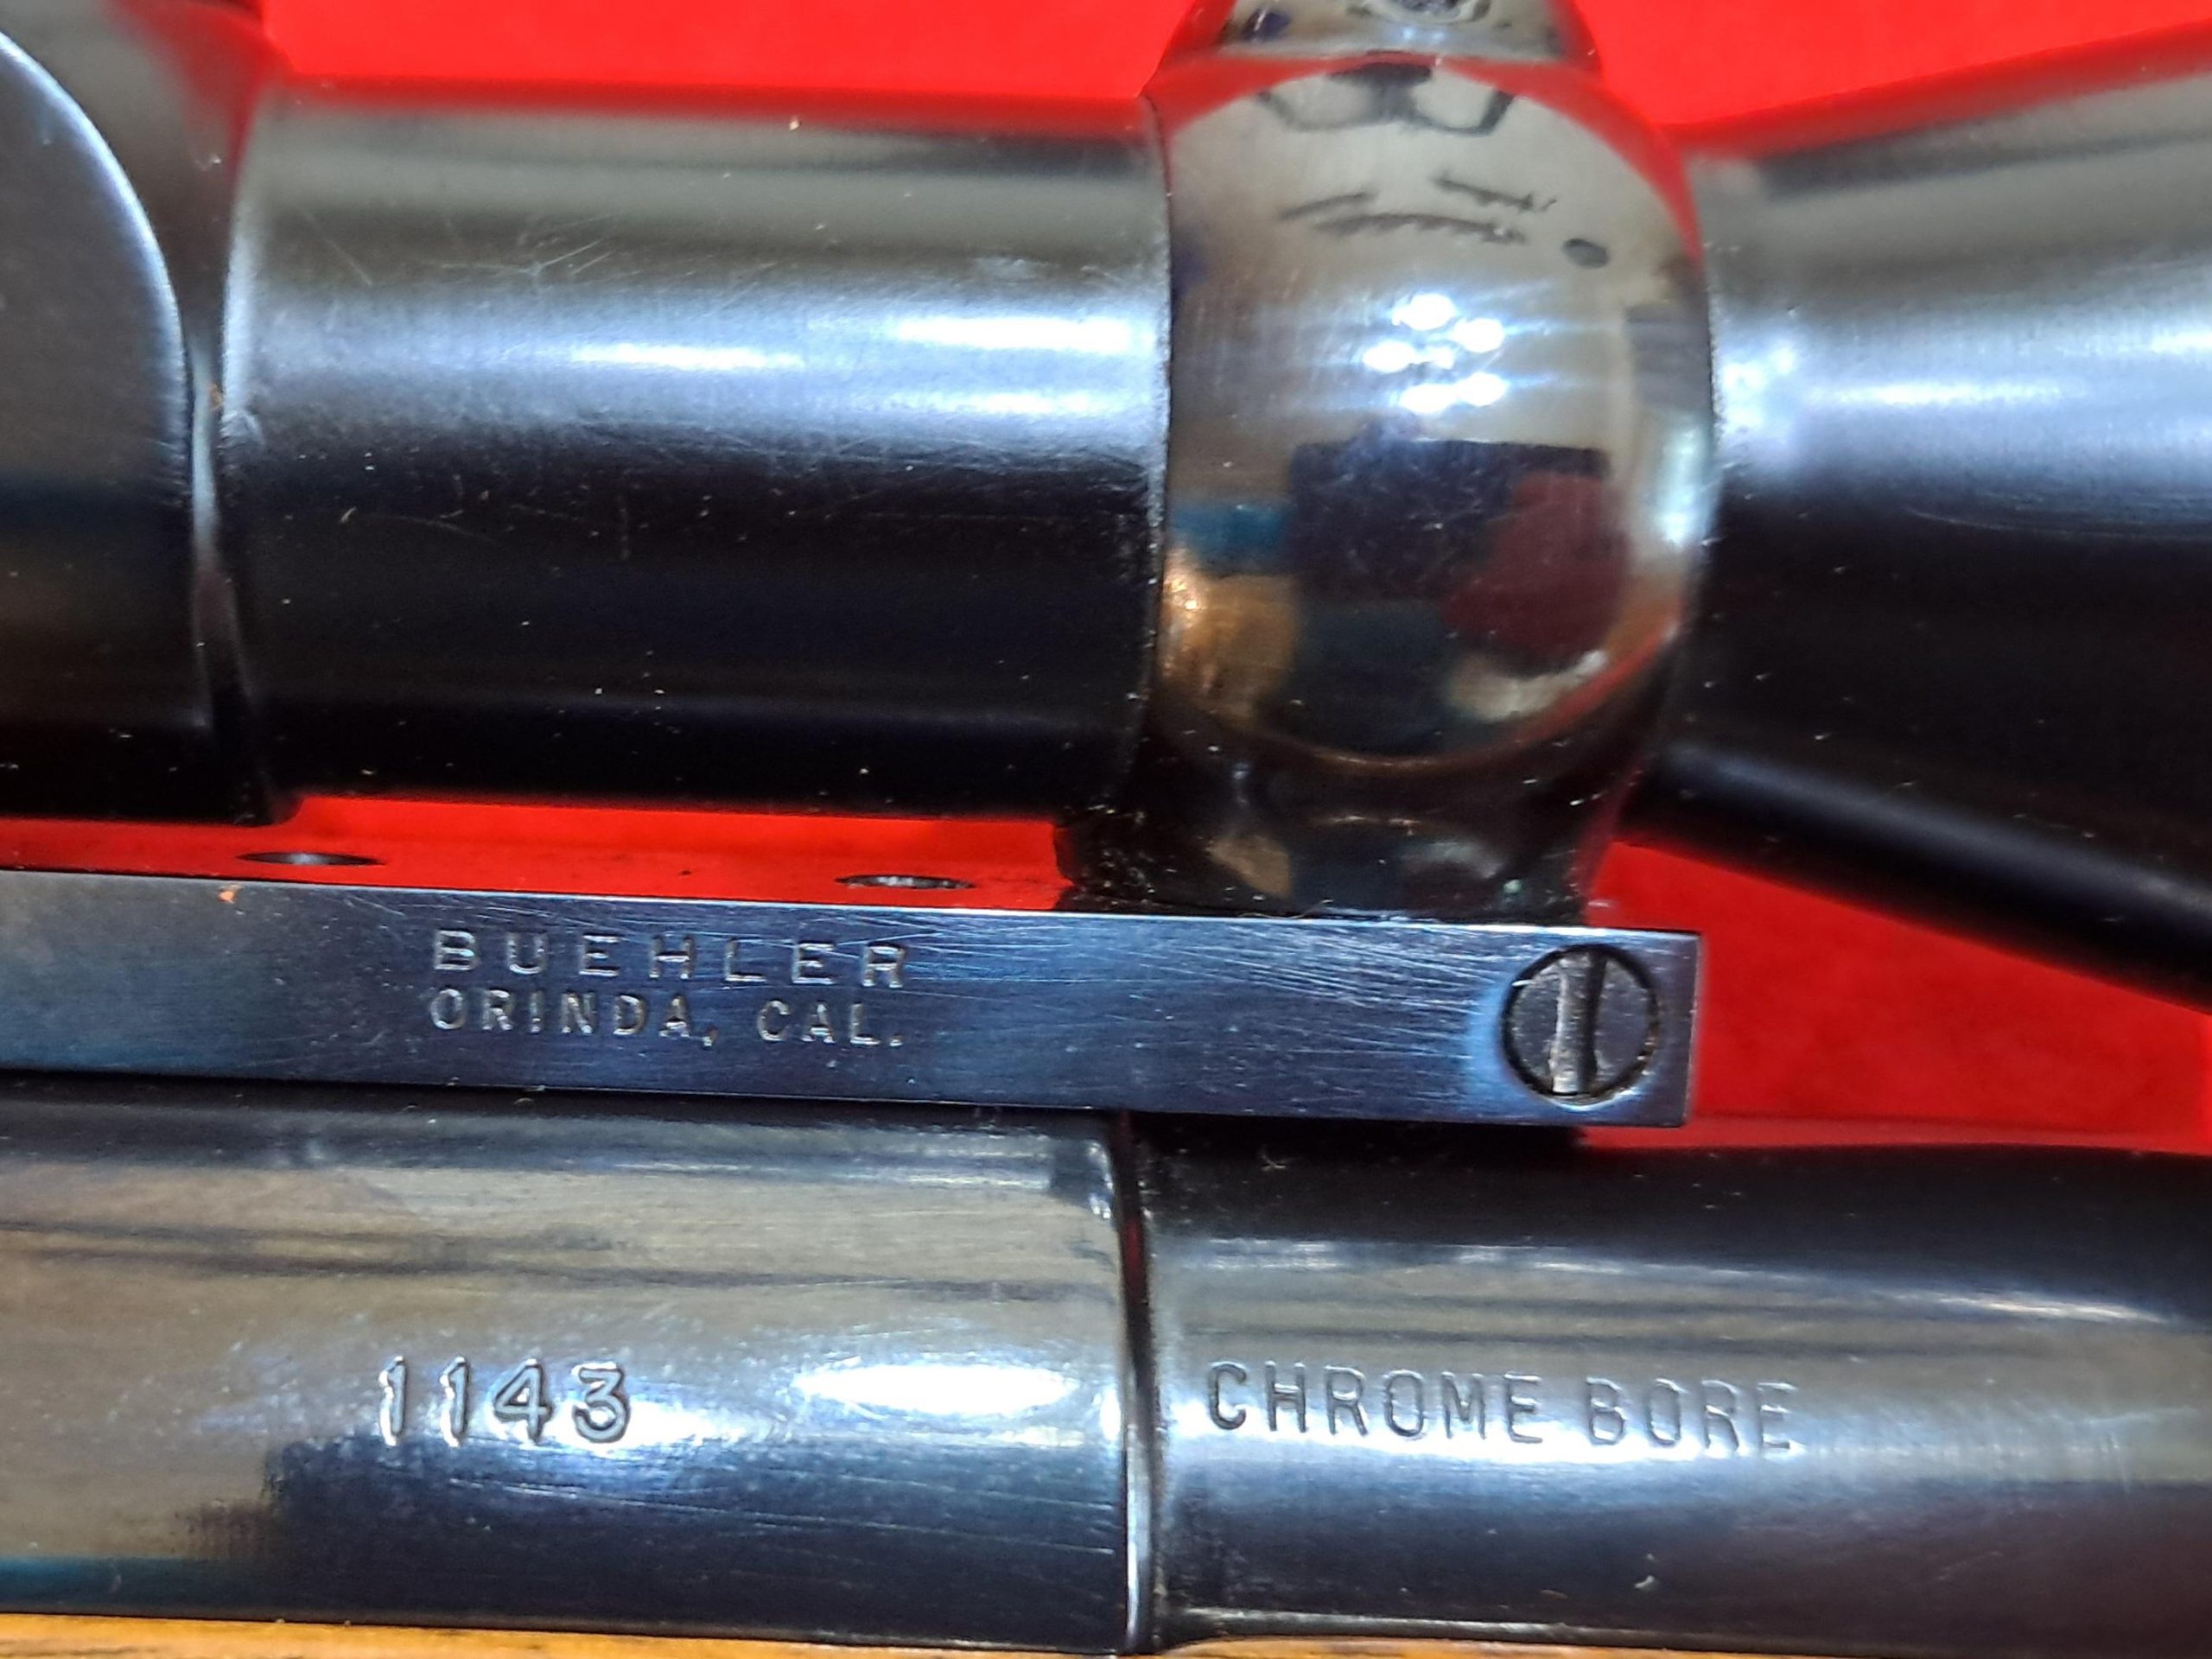 BUEHLER
ORINDA, CAL.
1143
CHROME BORE